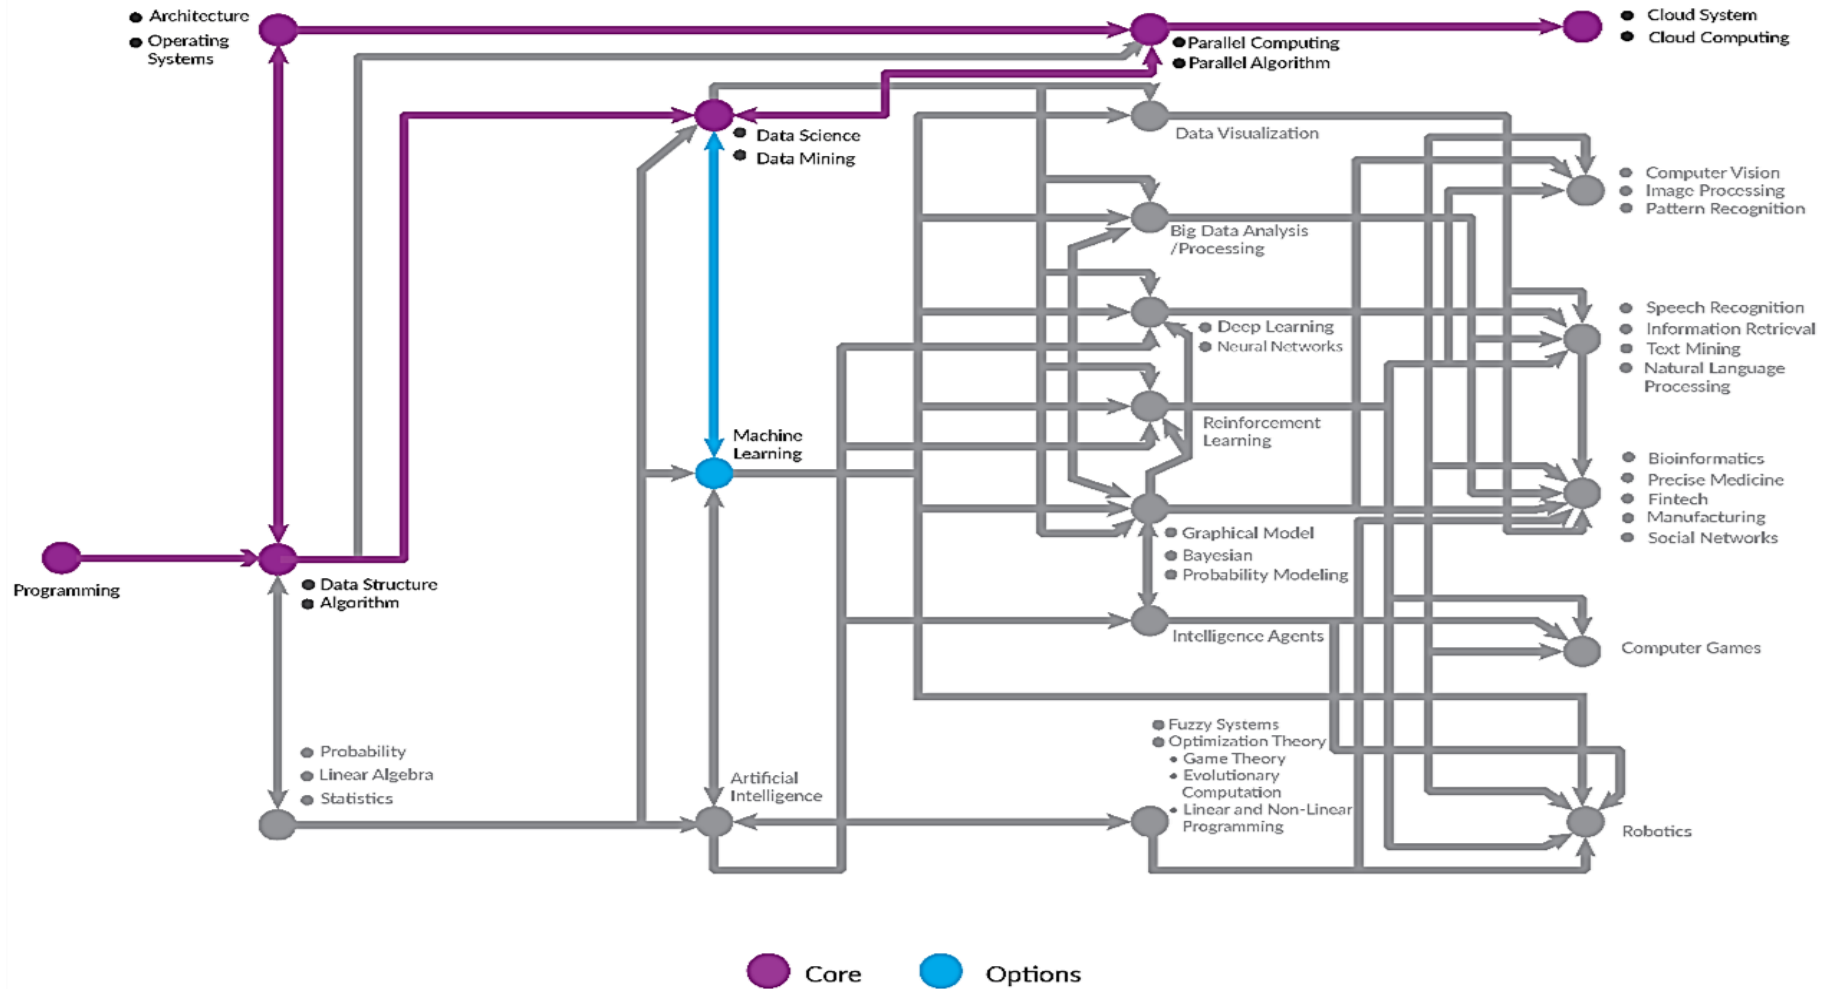 Architecture
Operating
Systems
Parallel Computing
Parallel Algorithm
Cloud System
Cloud Computing
Data Science
Data Mining
Data Visualization
Computer Vision
Image Processing
Pattern Recognition
Big Data Analysis
/Processing
Deep Learning
Neural Networks
Speech Recognition
Information Retrieval
Text Mining
Natural Language
Processing
Machine
Learning
Reinforcement
Learning
Bioinformatics
Precise Medicine
Fintech
Manufacturing
Social Networks
Programming
Data Structure
Algorithm
Graphical Model
Bayesian
Probability Modeling
Intelligence Agents
Computer Games
Probability
Linear Algebra
Statistics
Artificial
Intelligence
Fuzzy Systems
Optimization Theory
Game Theory
Evolutionary
Computation
Linear and Non-Linear
Programming
Robotics
Core
Options